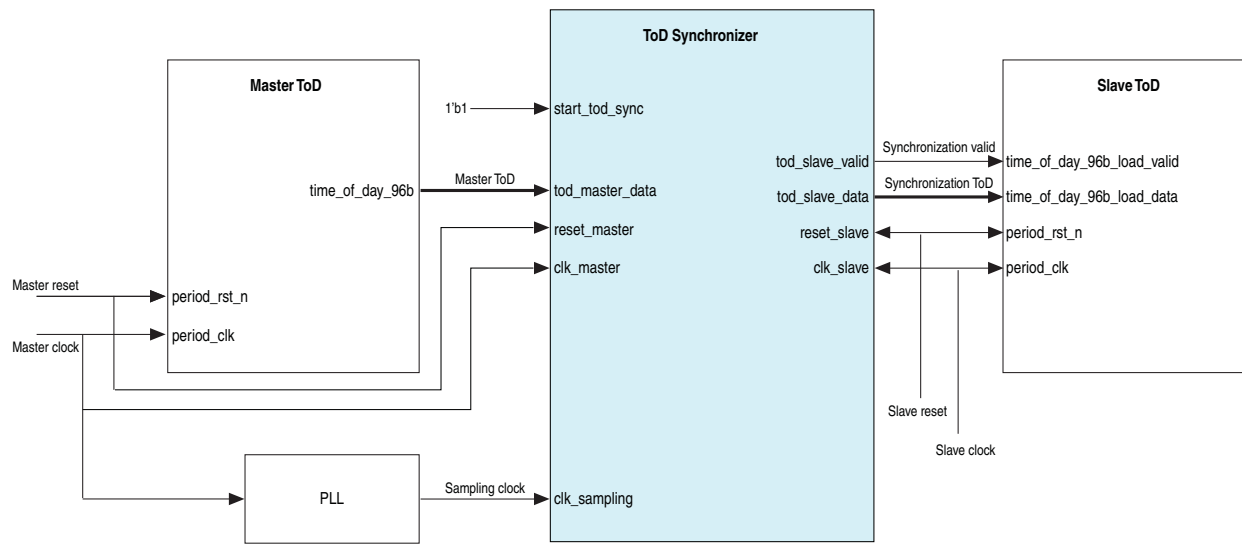 ToD Synchronizer
Master ToD
Slave ToD
1'b1
start_tod_sync
Synchronization valid
tod_slave_valid
time_of_day_96b_load_valid
time_of_day_96b
Master ToD
tod_master_data
tod_slave_data
Synchronization ToD
time_of_day_96b_load_data
reset_master
reset_slave
period_rst_n
clk_master
clk_slave
period_clk
Master reset
period_rst_n
Master clock
period_clk
Slave reset
Slave clock
PLL
Sampling clock
clk_sampling